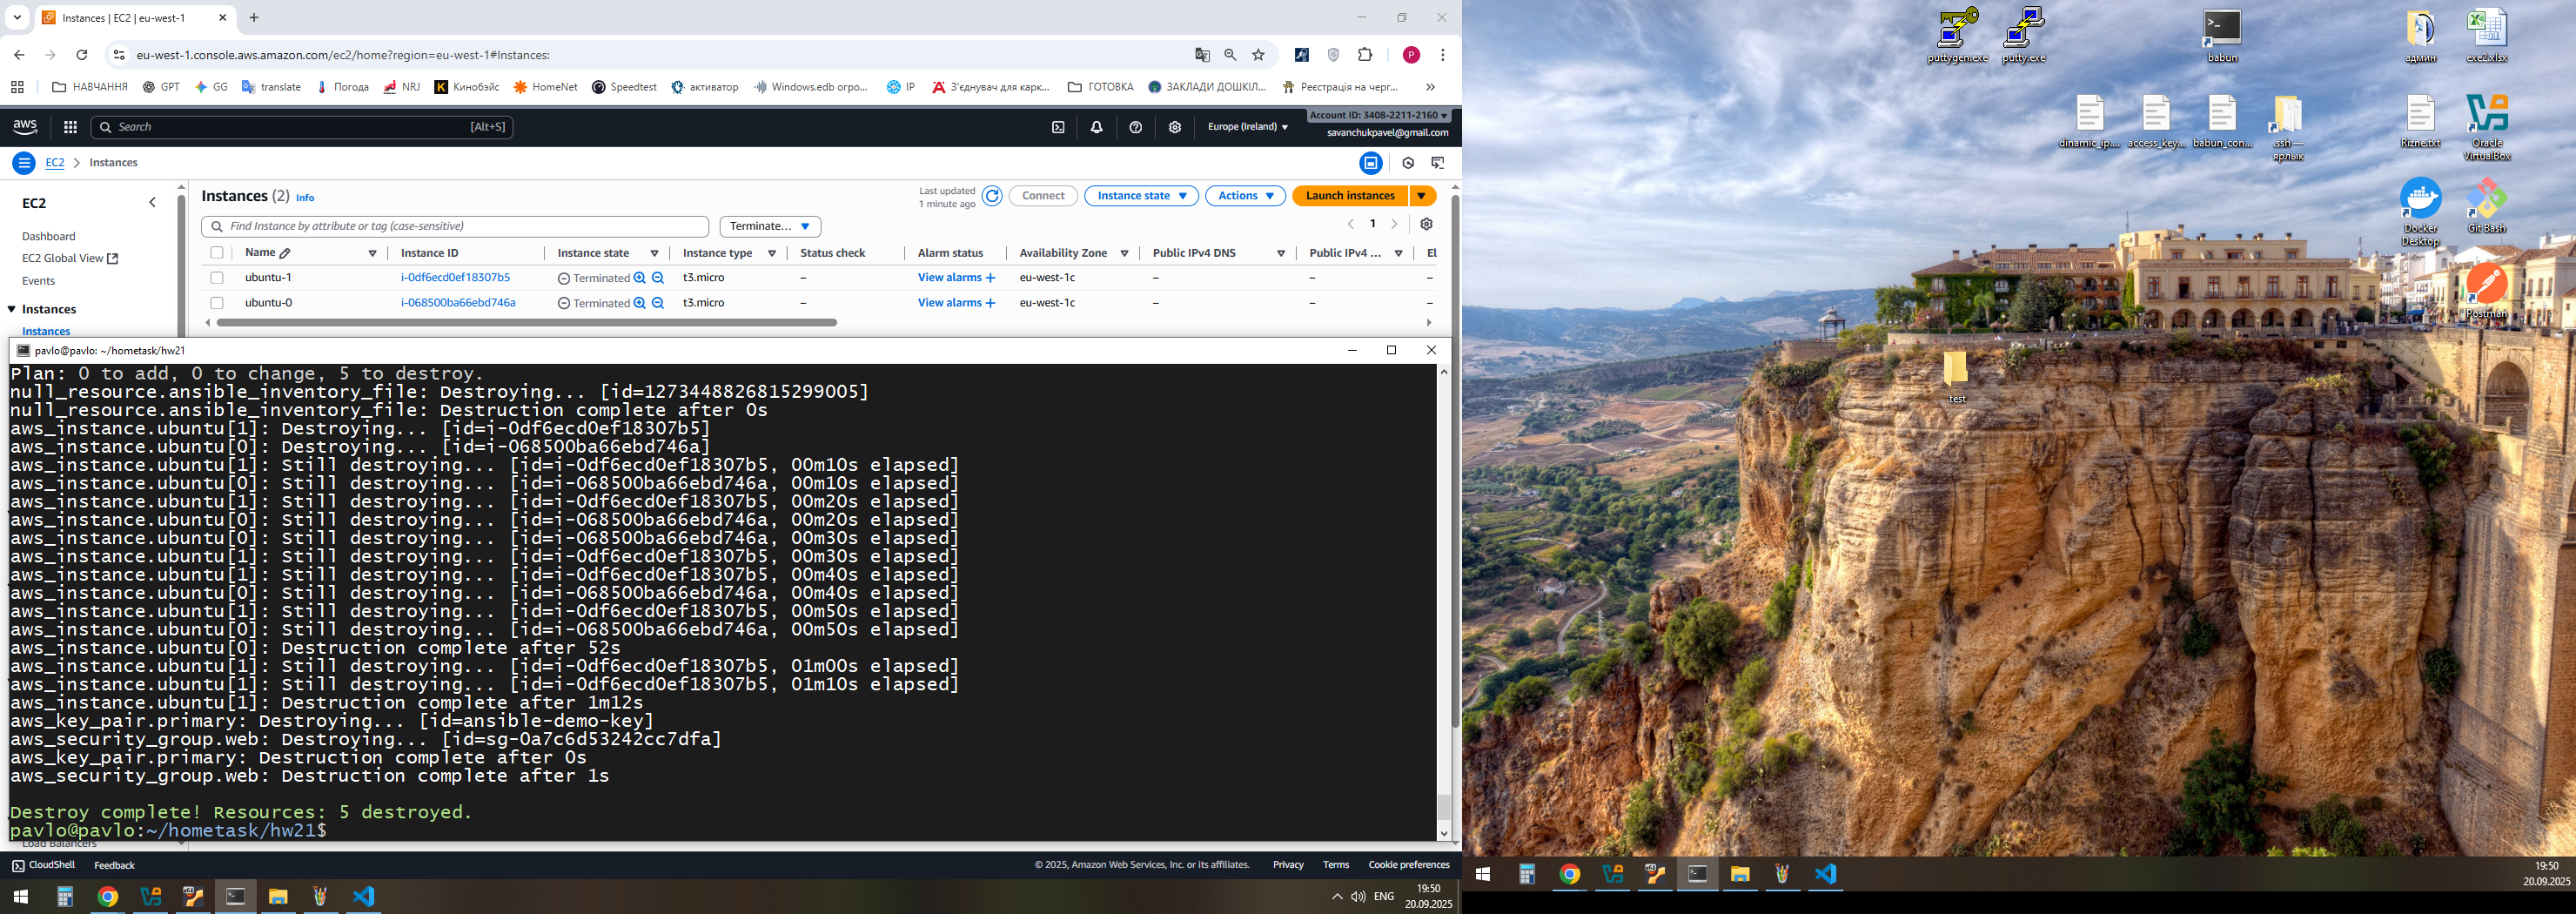 Instances | EC2 | eu-west-1
eu-west-1.console.aws.amazon.com/ec2/home?region=eu-west-1#Instances:
P
НАВЧАННЯ
GPT
GG
translate
Погода
NRJ
Кинобэйс
HomeNet
Speedtest
активатор
Windows.edb огро...
IP
З'єднувач для карк...
ГОТОВКА
ЗАКЛАДИ ДОШКІЛ...
Реєстрація на черг...
aws
Search
[Alt+S]
Europe (Ireland)
Account ID: 3408-2211-2160
savanchukpavel@gmail.com
EC2
Instances
EC2
Dashboard
EC2 Global View
Events
Instances
Instances
Instances (2) Info
Last updated
1 minute ago
Connect
Instance state
Actions
Launch instances
Find Instance by attribute or tag (case-sensitive)
Terminate...
1
Name Instance ID Instance state Instance type Status check Alarm status Availability Zone Public IPv4 DNS Public IPv4 ... El
ubuntu-1 i-0df6ecd0ef18307b5 Terminated t3.micro – View alarms + eu-west-1c – – –
ubuntu-0 i-068500ba66ebd746a Terminated t3.micro – View alarms + eu-west-1c – – –
pavlo@pavlo: ~/hometask/hw21
Plan: 0 to add, 0 to change, 5 to destroy.
null_resource.ansible_inventory_file: Destroying... [id=1273448826815299005]
null_resource.ansible_inventory_file: Destruction complete after 0s
aws_instance.ubuntu[1]: Destroying... [id=i-0df6ecd0ef18307b5]
aws_instance.ubuntu[0]: Destroying... [id=i-068500ba66ebd746a]
aws_instance.ubuntu[1]: Still destroying... [id=i-0df6ecd0ef18307b5, 00m10s elapsed]
aws_instance.ubuntu[0]: Still destroying... [id=i-068500ba66ebd746a, 00m10s elapsed]
aws_instance.ubuntu[1]: Still destroying... [id=i-0df6ecd0ef18307b5, 00m20s elapsed]
aws_instance.ubuntu[0]: Still destroying... [id=i-068500ba66ebd746a, 00m20s elapsed]
aws_instance.ubuntu[0]: Still destroying... [id=i-068500ba66ebd746a, 00m30s elapsed]
aws_instance.ubuntu[1]: Still destroying... [id=i-0df6ecd0ef18307b5, 00m30s elapsed]
aws_instance.ubuntu[1]: Still destroying... [id=i-0df6ecd0ef18307b5, 00m40s elapsed]
aws_instance.ubuntu[0]: Still destroying... [id=i-068500ba66ebd746a, 00m40s elapsed]
aws_instance.ubuntu[1]: Still destroying... [id=i-0df6ecd0ef18307b5, 00m50s elapsed]
aws_instance.ubuntu[0]: Still destroying... [id=i-068500ba66ebd746a, 00m50s elapsed]
aws_instance.ubuntu[0]: Destruction complete after 52s
aws_instance.ubuntu[1]: Still destroying... [id=i-0df6ecd0ef18307b5, 01m00s elapsed]
aws_instance.ubuntu[1]: Still destroying... [id=i-0df6ecd0ef18307b5, 01m10s elapsed]
aws_instance.ubuntu[1]: Destruction complete after 1m12s
aws_key_pair.primary: Destroying... [id=ansible-demo-key]
aws_security_group.web: Destroying... [id=sg-0a7c6d53242cc7dfa]
aws_key_pair.primary: Destruction complete after 0s
aws_security_group.web: Destruction complete after 1s
Destroy complete! Resources: 5 destroyed.
pavlo@pavlo:~/hometask/hw21$
Load Balancers
CloudShell
Feedback
© 2025, Amazon Web Services, Inc. or its affiliates.
Privacy
Terms
Cookie preferences
ENG
19:50
20.09.2025
puttygen.exe
putty.exe
babun
админ
exe2.xlsx
dinamic_ip....
access_key...
babun_con...
.ssh —
ярлык
Rizne.txt
Oracle
VirtualBox
Docker
Desktop
Git Bash
Postman
test
19:50
20.09.2025